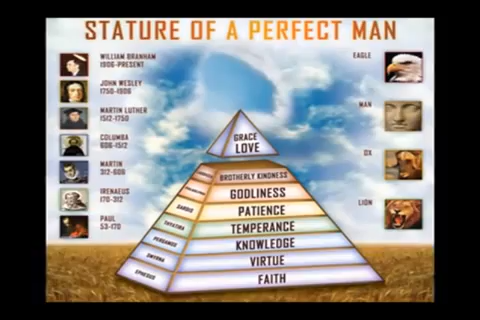 STATURE OF A PERFECT MAN
WILLIAM BRANHAM
1906-PRESENT
JOHN WESLEY
1750-1906
MARTIN LUTHER
1512-1750
COLUMBA
606-1512
MARTIN
312-606
IRENAEUS
170-312
PAUL
53-170
EAGLE
MAN
OX
LION
GRACE
LOVE
BROTHERLY KINDNESS
GODLINESS
PATIENCE
TEMPERANCE
KNOWLEDGE
VIRTUE
FAITH
SARDIS
THYATIRA
PERGAMOS
SMYRNA
EPHESUS